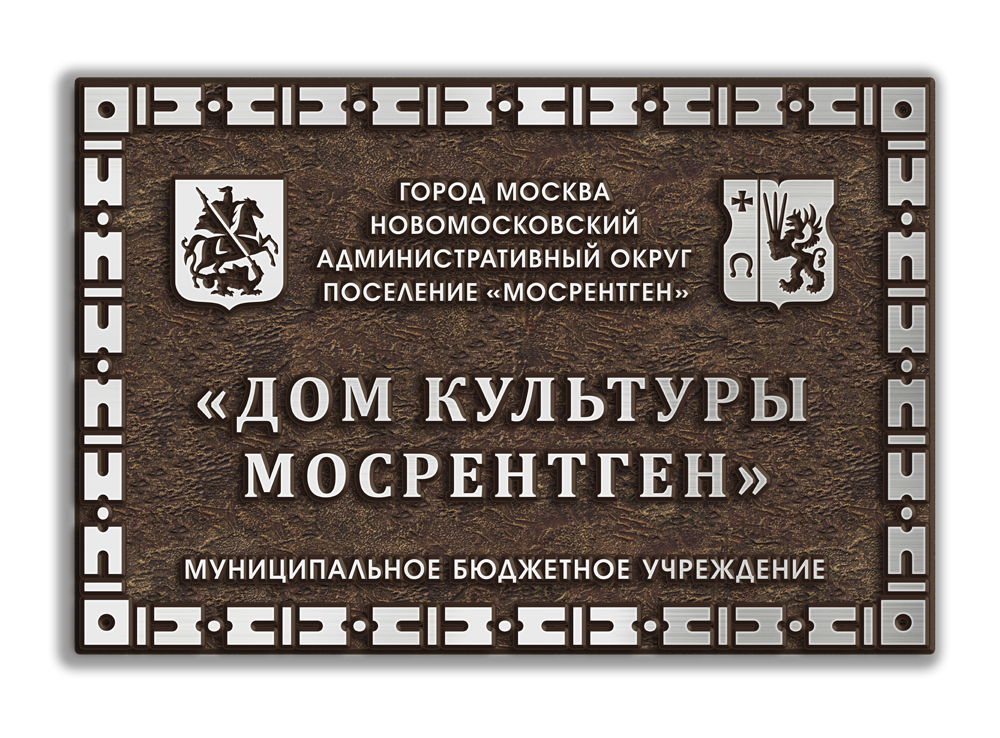 ГОРОД МОСКВА
НОВОМОСКОВСКИЙ
АДМИНИСТРАТИВНЫЙ ОКРУГ
ПОСЕЛЕНИЕ «МОСРЕНТГЕН»
«ДОМ КУЛЬТУРЫ
МОСРЕНТГЕН»
МУНИЦИПАЛЬНОЕ БЮДЖЕТНОЕ УЧРЕЖДЕНИЕ